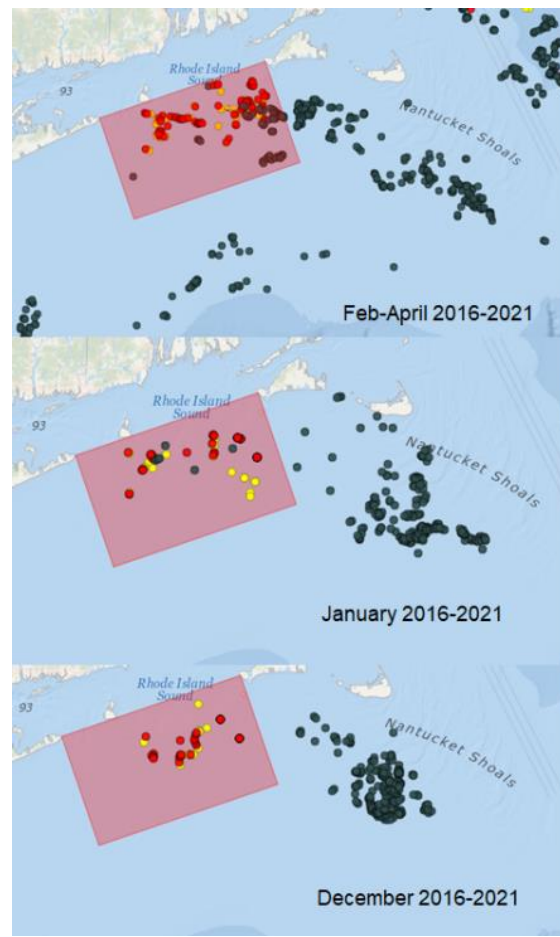 Rhode Island
Sound
93
Nantucket Shoals
Feb-April 2016-2021
Rhode Island
Sound
93
Nantucket Shoals
January 2016-2021
Rhode Island
Sound
93
Nantucket Shoals
December 2016-2021